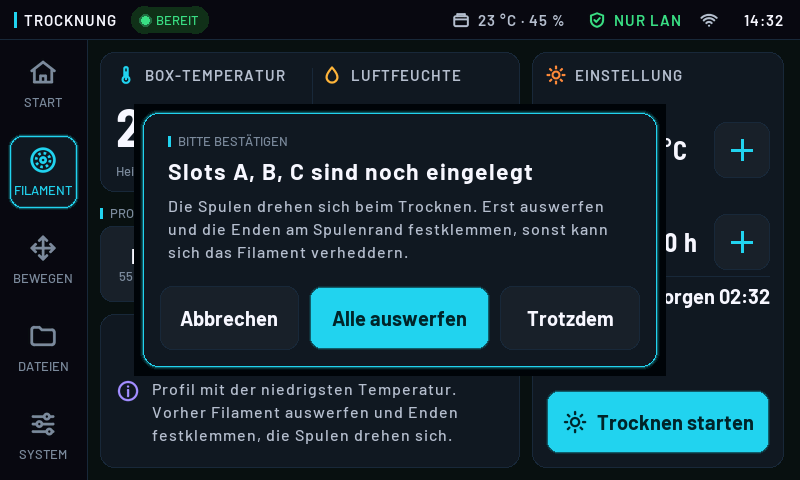 TROCKNUNG
BEREIT
23 °C · 45 %
NUR LAN
14:32
START
FILAMENT
BEWEGEN
DATEIEN
SYSTEM
BOX-TEMPERATUR
LUFTFEUCHTE
EINSTELLUNG
2
°C
0 h
orgen 02:32
55
BITTE BESTÄTIGEN
Slots A, B, C sind noch eingelegt
Die Spulen drehen sich beim Trocknen. Erst auswerfen
und die Enden am Spulenrand festklemmen, sonst kann
sich das Filament verheddern.
Abbrechen
Alle auswerfen
Trotzdem
Profil mit der niedrigsten Temperatur.
Vorher Filament auswerfen und Enden
festklemmen, die Spulen drehen sich.
Trocknen starten